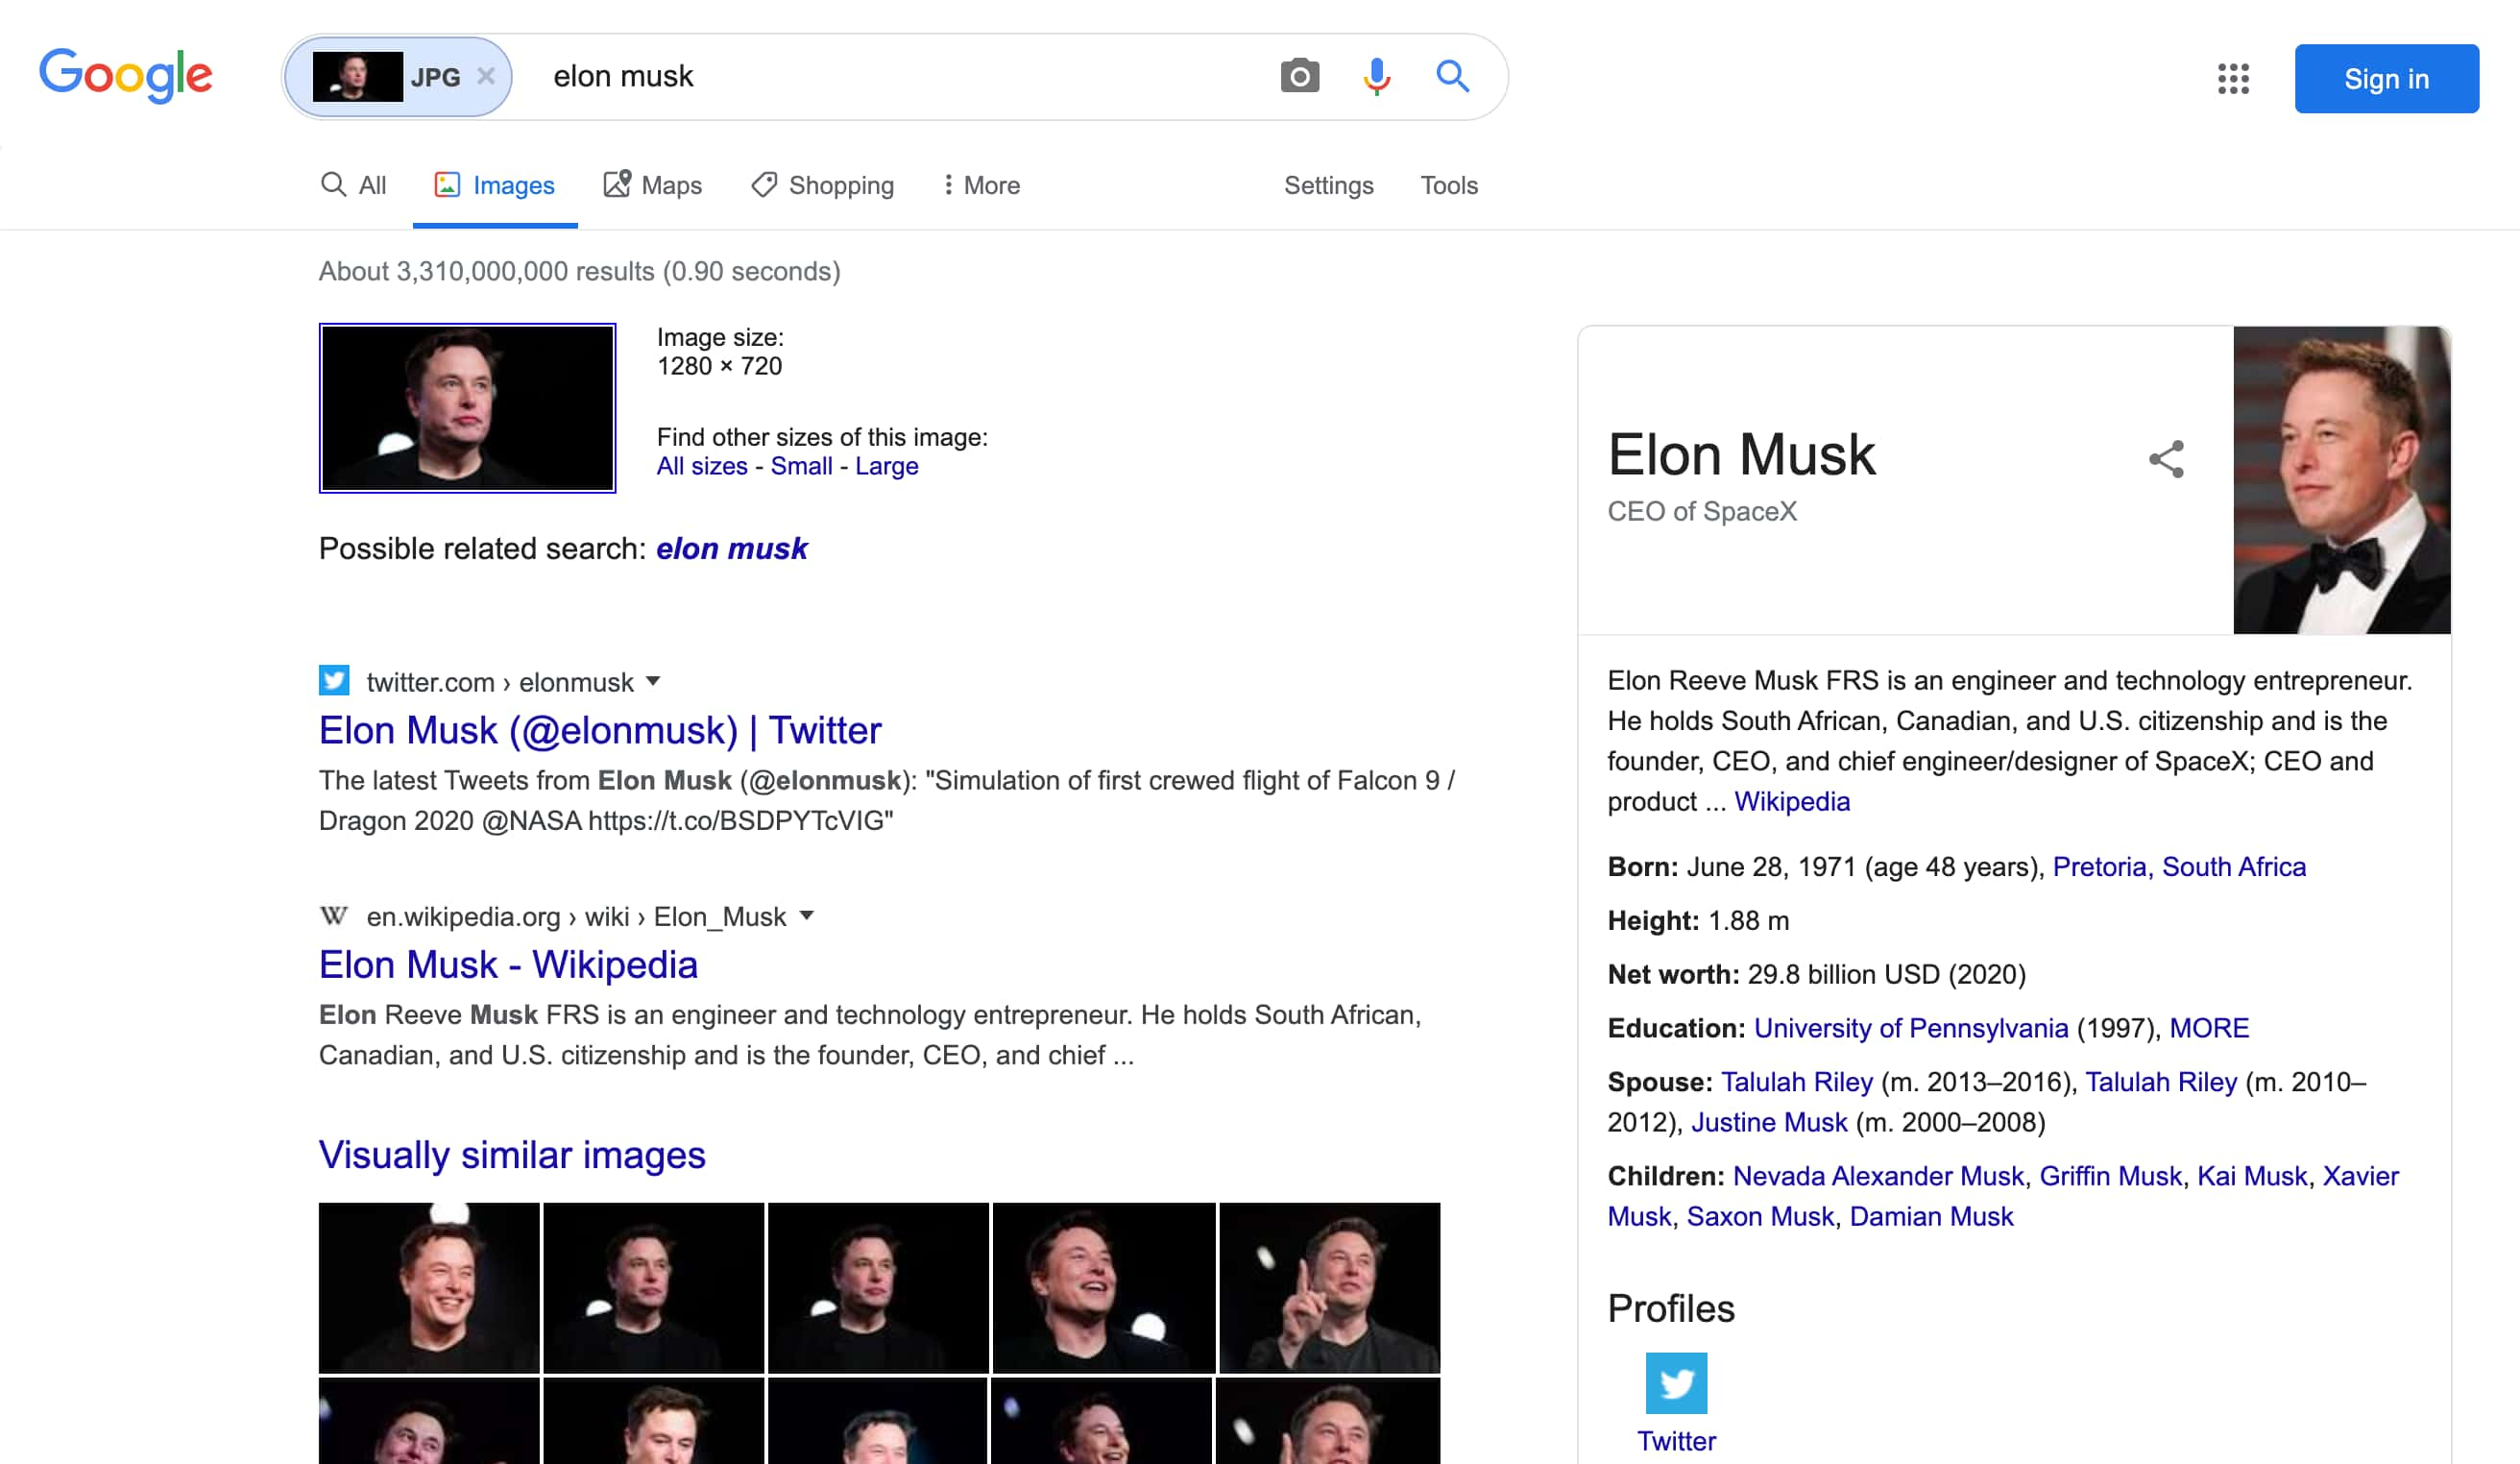 Google
JPG × elon musk
Sign in
All Images Maps Shopping More Settings Tools
About 3,310,000,000 results (0.90 seconds)
Image size:
1280 × 720
Find other sizes of this image:
All sizes - Small - Large
Possible related search: elon musk
twitter.com › elonmusk
Elon Musk (@elonmusk) | Twitter
The latest Tweets from Elon Musk (@elonmusk): "Simulation of first crewed flight of Falcon 9 /
Dragon 2020 @NASA https://t.co/BSDPYTcVIG"
W en.wikipedia.org › wiki › Elon_Musk
Elon Musk - Wikipedia
Elon Reeve Musk FRS is an engineer and technology entrepreneur. He holds South African,
Canadian, and U.S. citizenship and is the founder, CEO, and chief ...
Visually similar images
Elon Musk
CEO of SpaceX
Elon Reeve Musk FRS is an engineer and technology entrepreneur.
He holds South African, Canadian, and U.S. citizenship and is the
founder, CEO, and chief engineer/designer of SpaceX; CEO and
product ... Wikipedia
Born: June 28, 1971 (age 48 years), Pretoria, South Africa
Height: 1.88 m
Net worth: 29.8 billion USD (2020)
Education: University of Pennsylvania (1997), MORE
Spouse: Talulah Riley (m. 2013–2016), Talulah Riley (m. 2010–
2012), Justine Musk (m. 2000–2008)
Children: Nevada Alexander Musk, Griffin Musk, Kai Musk, Xavier
Musk, Saxon Musk, Damian Musk
Profiles
Twitter